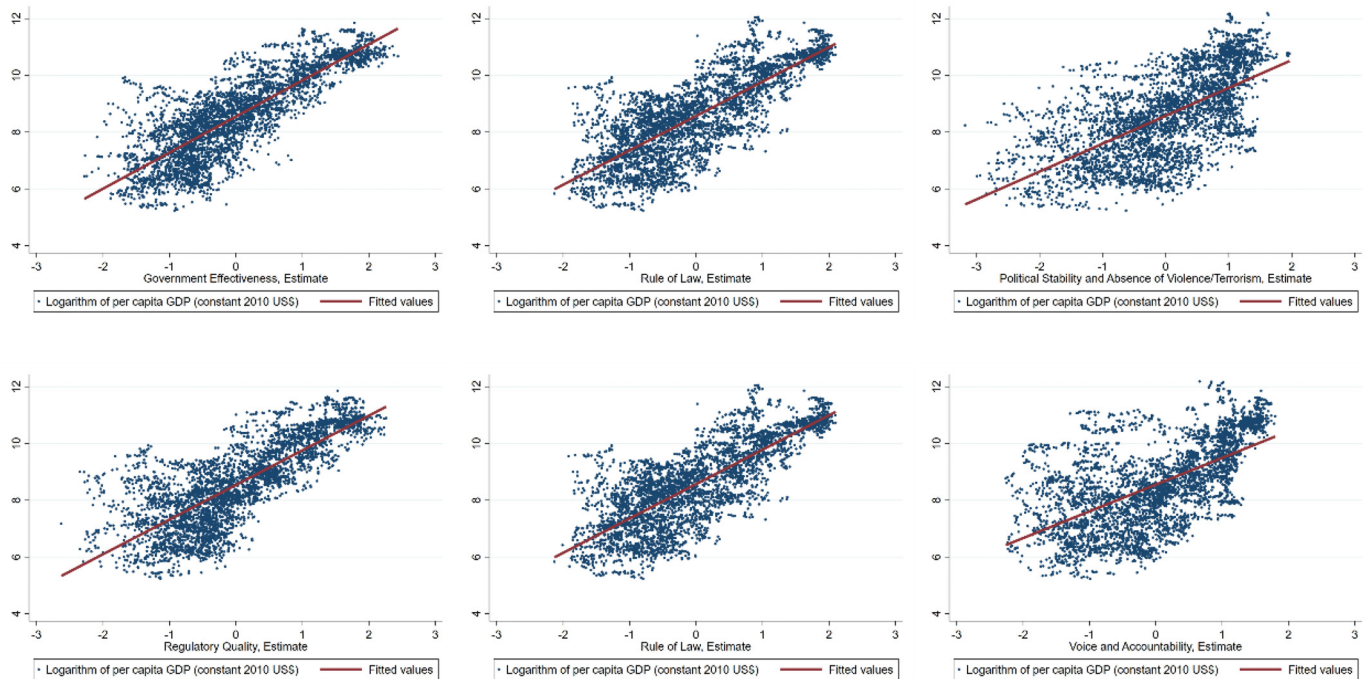 12
10
8
6
4
-3 -2 -1 0 1 2 3
Government Effectiveness, Estimate
Logarithm of per capita GDP (constant 2010 US$) Fitted values
12
10
8
6
4
-3 -2 -1 0 1 2 3
Rule of Law, Estimate
Logarithm of per capita GDP (constant 2010 US$) Fitted values
12
10
8
6
4
-3 -2 -1 0 1 2 3
Political Stability and Absence of Violence/Terrorism, Estimate
Logarithm of per capita GDP (constant 2010 US$) Fitted values
12
10
8
6
4
-3 -2 -1 0 1 2 3
Regulatory Quality, Estimate
Logarithm of per capita GDP (constant 2010 US$) Fitted values
12
10
8
6
4
-3 -2 -1 0 1 2 3
Rule of Law, Estimate
Logarithm of per capita GDP (constant 2010 US$) Fitted values
12
10
8
6
4
-3 -2 -1 0 1 2 3
Voice and Accountability, Estimate
Logarithm of per capita GDP (constant 2010 US$) Fitted values